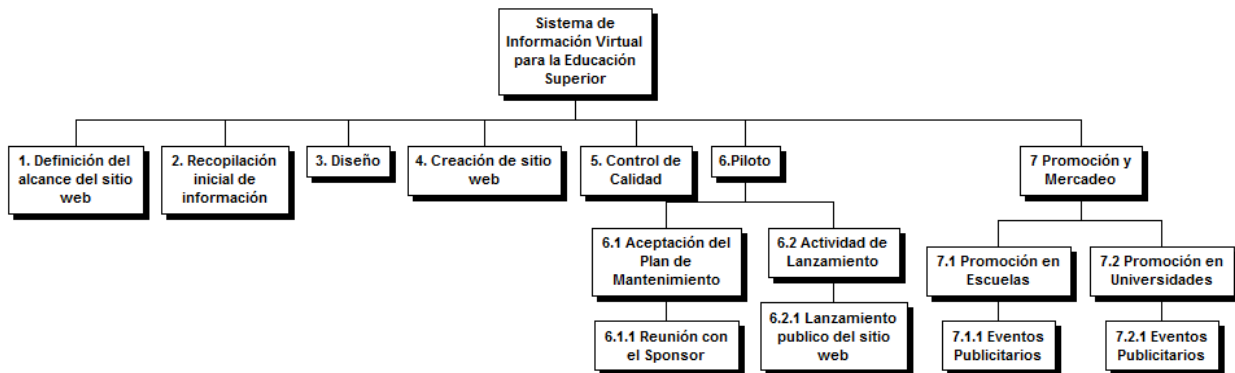 Sistema de
Información Virtual
para la Educación
Superior
1. Definición del
alcance del sitio
web
2. Recopilación
inicial de
información
3. Diseño
4. Creación de sitio
web
5. Control de
Calidad
6.Piloto
7 Promoción y
Mercadeo
6.1 Aceptación del
Plan de
Mantenimiento
6.2 Actividad de
Lanzamiento
7.1 Promoción en
Escuelas
7.2 Promoción en
Universidades
6.1.1 Reunión con
el Sponsor
6.2.1 Lanzamiento
publico del sitio
web
7.1.1 Eventos
Publicitarios
7.2.1 Eventos
Publicitarios